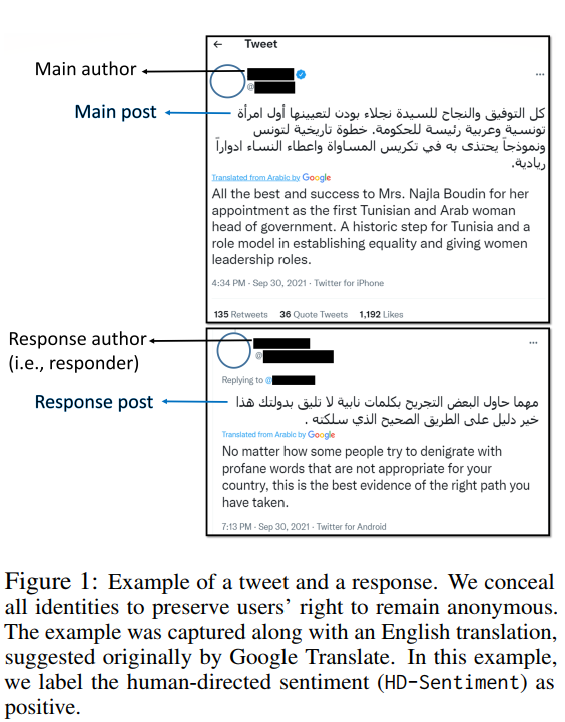 ← Tweet
Main author
@
...
Main post
كل التوفيق والنجاح للسيدة نجلاء بودن لتعيينها أول امرأة
تونسية وعربية رئيسة للحكومة. خطوة تاريخية لتونس
ونموذجاً يحتذى به في تكريس المساواة واعطاء النساء ادواراً
ريادية.
Translated from Arabic by Google
All the best and success to Mrs. Najla Boudin for her
appointment as the first Tunisian and Arab woman
head of government. A historic step for Tunisia and a
role model in establishing equality and giving women
leadership roles.
4:34 PM · Sep 30, 2021 · Twitter for iPhone
135 Retweets 36 Quote Tweets 1,192 Likes
Response author
(i.e., responder)
@
...
Replying to @
Response post
مهما حاول البعض التجريح بكلمات نابية لا تليق بدولتك هذا
خير دليل على الطريق الصحيح الذي سلكته .
Translated from Arabic by Google
No matter how some people try to denigrate with
profane words that are not appropriate for your
country, this is the best evidence of the right path you
have taken.
7:13 PM · Sep 30, 2021 · Twitter for Android
Figure 1: Example of a tweet and a response. We conceal
all identities to preserve users’ right to remain anonymous.
The example was captured along with an English translation,
suggested originally by Google Translate. In this example,
we label the human-directed sentiment (HD-Sentiment) as
positive.